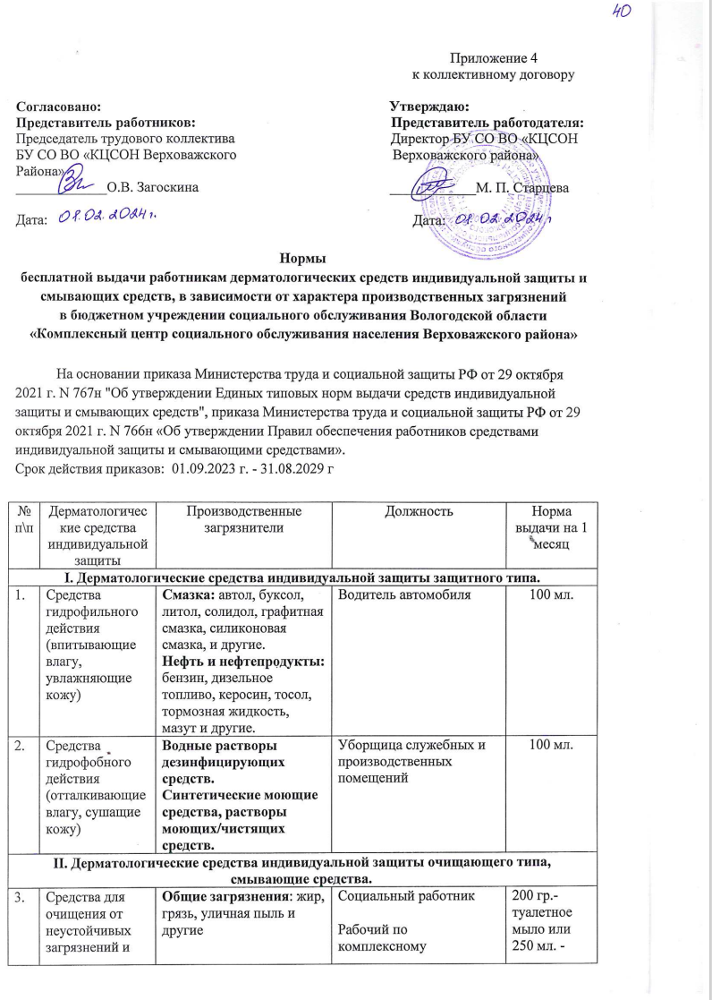 40
Приложение 4
к коллективному договору
Согласовано:
Представитель работников:
Председатель трудового коллектива
БУ СО ВО «КЦСОН Верховажского
Района»
О.В. Загоскина
Дата: 01.02.2024 г.
Утверждаю:
Представитель работодателя:
Директор БУ СО ВО «КЦСОН
Верховажского района»
М. П. Старцева
Дата: 01.02.2024 г
Нормы
бесплатной выдачи работникам дерматологических средств индивидуальной защиты и
смывающих средств, в зависимости от характера производственных загрязнений
в бюджетном учреждении социального обслуживания Вологодской области
«Комплексный центр социального обслуживания населения Верховажского района»
На основании приказа Министерства труда и социальной защиты РФ от 29 октября
2021 г. N 767н "Об утверждении Единых типовых норм выдачи средств индивидуальной
защиты и смывающих средств", приказа Министерства труда и социальной защиты РФ от 29
октября 2021 г. N 766н «Об утверждении Правил обеспечения работников средствами
индивидуальной защиты и смывающими средствами».
Срок действия приказов: 01.09.2023 г. - 31.08.2029 г
№
п\п
Дерматологичес
кие средства
индивидуальной
защиты
Производственные
загрязнители
Должность
Норма
выдачи на 1
месяц
I. Дерматологические средства индивидуальной защиты защитного типа.
1.
Средства
гидрофильного
действия
(впитывающие
влагу,
увлажняющие
кожу)
Смазка: автол, буксол,
литол, солидол, графитная
смазка, силиконовая
смазка, и другие.
Нефть и нефтепродукты:
бензин, дизельное
топливо, керосин, тосол,
тормозная жидкость,
мазут и другие.
Водитель автомобиля
100 мл.
2.
Средства
гидрофобного
действия
(отталкивающие
влагу, сушащие
кожу)
Водные растворы
дезинфицирующих
средств.
Синтетические моющие
средства, растворы
моющих/чистящих
средств.
Уборщица служебных и
производственных
помещений
100 мл.
II. Дерматологические средства индивидуальной защиты очищающего типа,
смывающие средства.
3.
Средства для
очищения от
неустойчивых
загрязнений и
Общие загрязнения: жир,
грязь, уличная пыль и
другие
Социальный работник
Рабочий по
комплексному
200 гр.-
туалетное
мыло или
250 мл. -